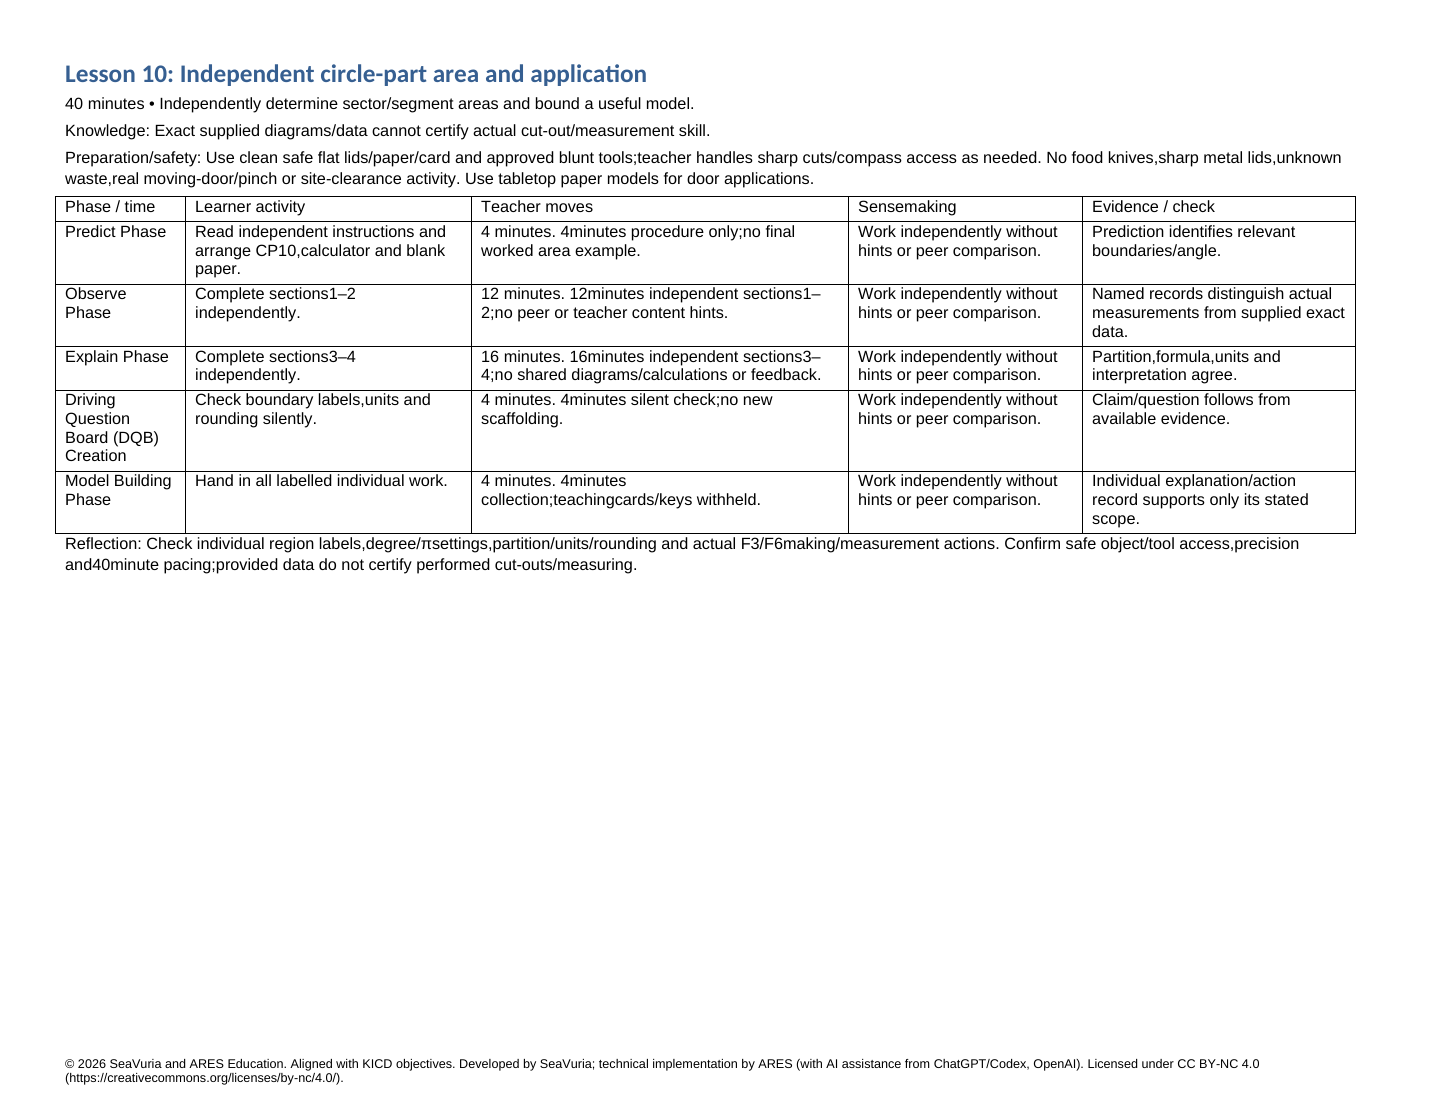 Lesson 10: Independent circle-part area and application
40 minutes • Independently determine sector/segment areas and bound a useful model.
Knowledge: Exact supplied diagrams/data cannot certify actual cut-out/measurement skill.
Preparation/safety: Use clean safe flat lids/paper/card and approved blunt tools;teacher handles sharp cuts/compass access as needed. No food knives,sharp metal lids,unknown
waste,real moving-door/pinch or site-clearance activity. Use tabletop paper models for door applications.
Phase / time
Learner activity
Teacher moves
Sensemaking
Evidence / check
Predict Phase
Read independent instructions and
arrange CP10,calculator and blank
paper.
4 minutes. 4minutes procedure only;no final
worked area example.
Work independently without
hints or peer comparison.
Prediction identifies relevant
boundaries/angle.
Observe
Phase
Complete sections1–2
independently.
12 minutes. 12minutes independent sections1–
2;no peer or teacher content hints.
Work independently without
hints or peer comparison.
Named records distinguish actual
measurements from supplied exact
data.
Explain Phase
Complete sections3–4
independently.
16 minutes. 16minutes independent sections3–
4;no shared diagrams/calculations or feedback.
Work independently without
hints or peer comparison.
Partition,formula,units and
interpretation agree.
Driving
Question
Board (DQB)
Creation
Check boundary labels,units and
rounding silently.
4 minutes. 4minutes silent check;no new
scaffolding.
Work independently without
hints or peer comparison.
Claim/question follows from
available evidence.
Model Building
Phase
Hand in all labelled individual work.
4 minutes. 4minutes
collection;teachingcards/keys withheld.
Work independently without
hints or peer comparison.
Individual explanation/action
record supports only its stated
scope.
Reflection: Check individual region labels,degree/πsettings,partition/units/rounding and actual F3/F6making/measurement actions. Confirm safe object/tool access,precision
and40minute pacing;provided data do not certify performed cut-outs/measuring.
© 2026 SeaVuria and ARES Education. Aligned with KICD objectives. Developed by SeaVuria; technical implementation by ARES (with AI assistance from ChatGPT/Codex, OpenAI). Licensed under CC BY-NC 4.0
(https://creativecommons.org/licenses/by-nc/4.0/).